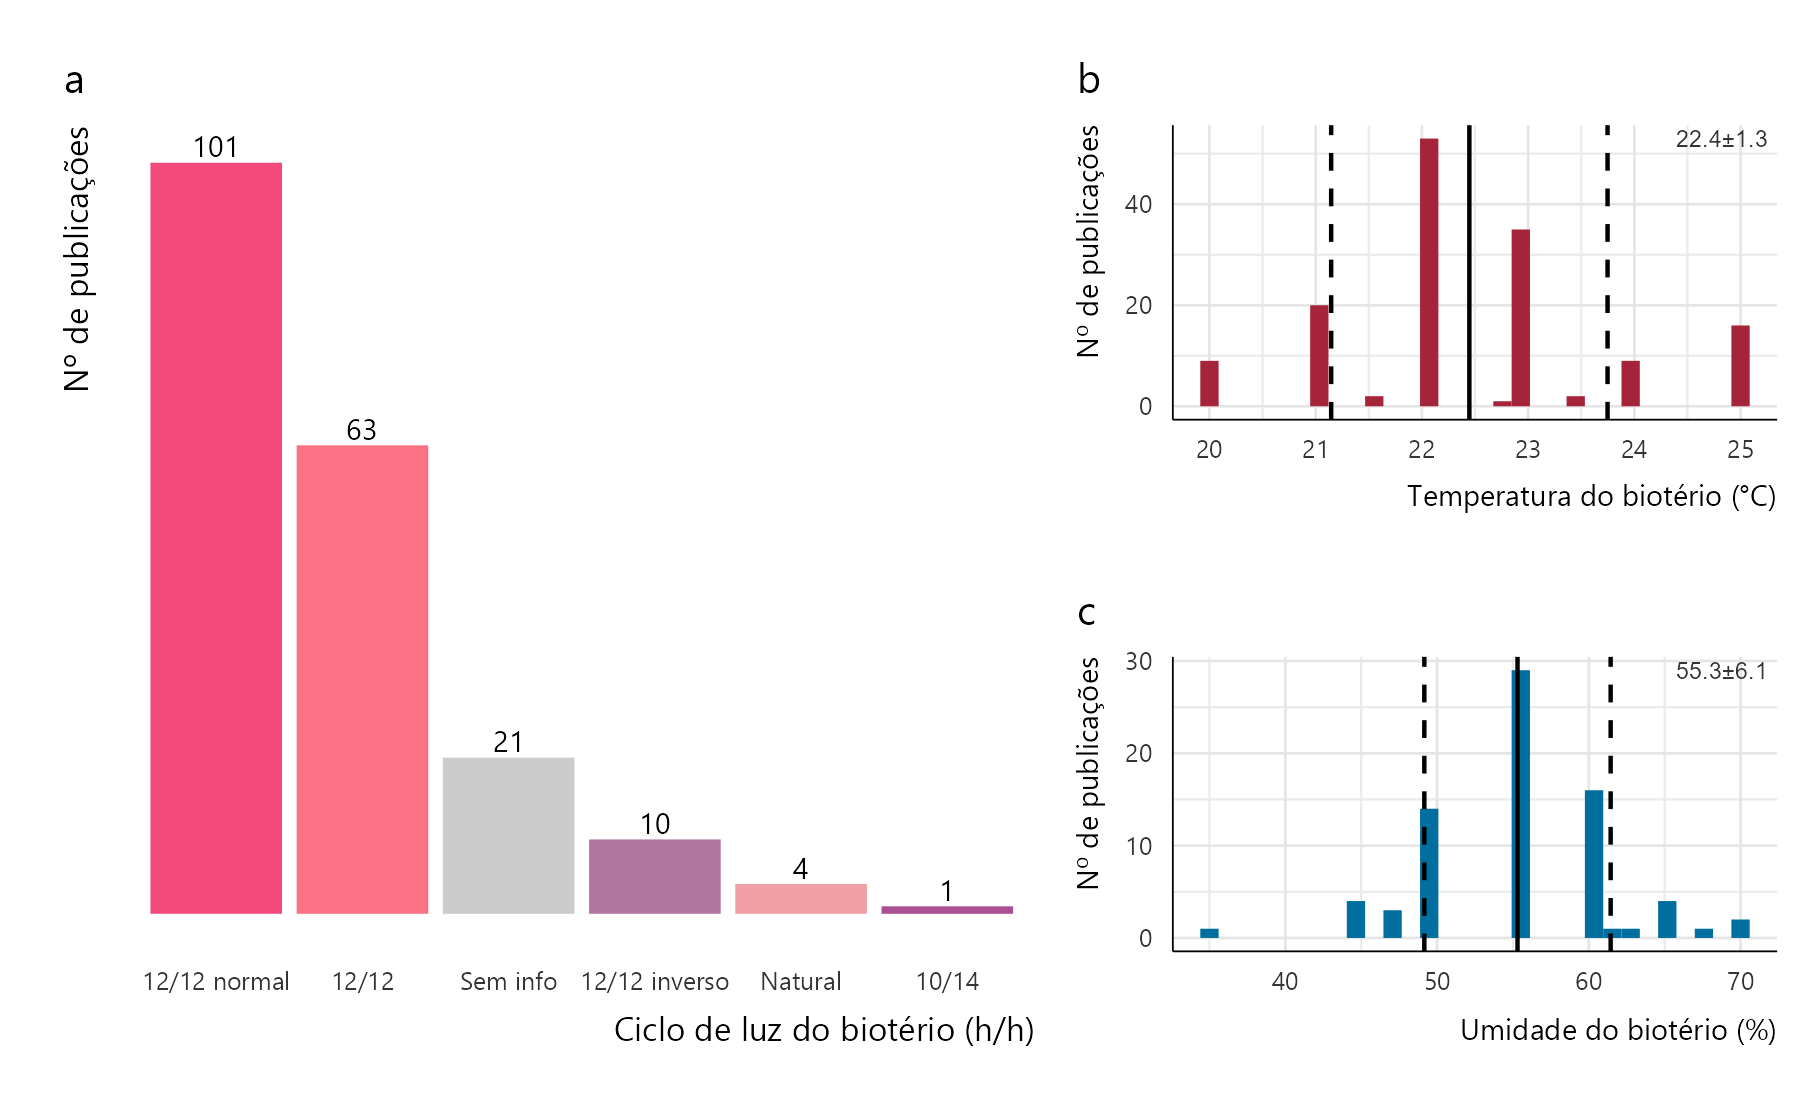 a
Nº de publicações
101
63
21
10
4
1
12/12 normal
12/12
Sem info
12/12 inverso
Natural
10/14
Ciclo de luz do biotério (h/h)
b
Nº de publicações
22.4±1.3
40
20
0
20
21
22
23
24
25
Temperatura do biotério (°C)
c
Nº de publicações
55.3±6.1
30
20
10
0
40
50
60
70
Umidade do biotério (%)